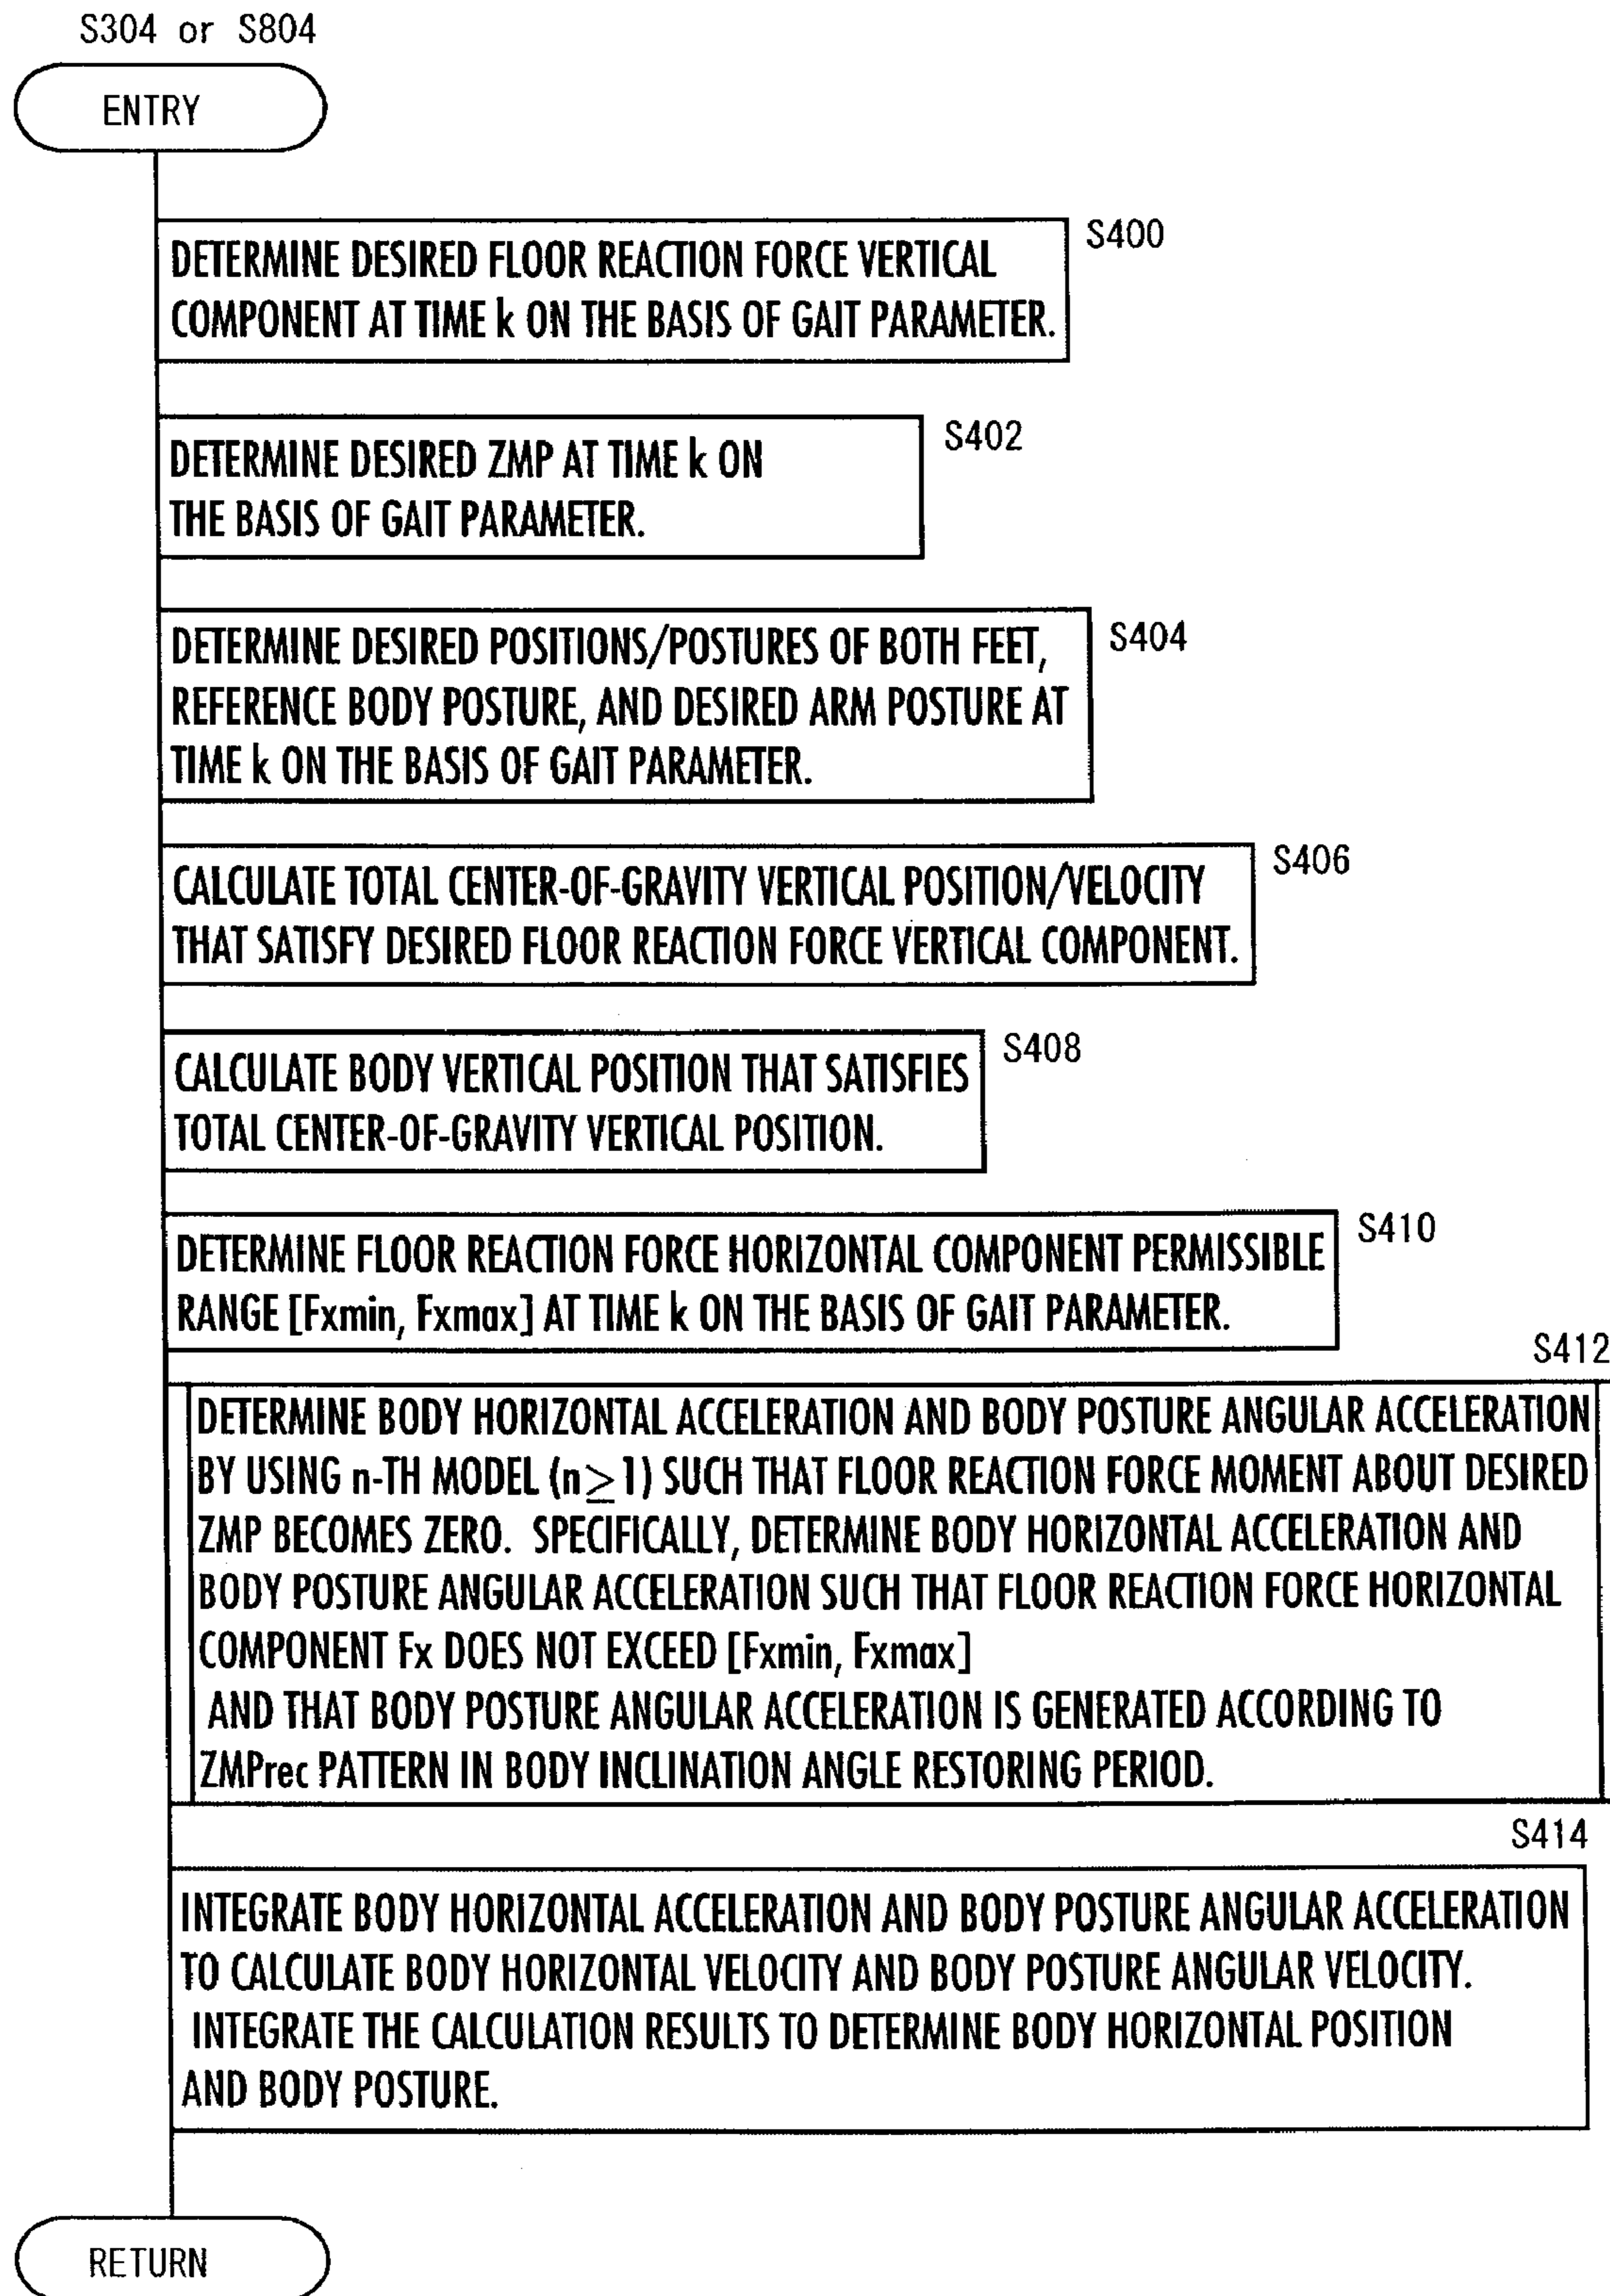 S304 or S804
ENTRY
S400
DETERMINE DESIRED FLOOR REACTION FORCE VERTICAL
COMPONENT AT TIME k ON THE BASIS OF GAIT PARAMETER.
S402
DETERMINE DESIRED ZMP AT TIME k ON
THE BASIS OF GAIT PARAMETER.
S404
DETERMINE DESIRED POSITIONS/POSTURES OF BOTH FEET,
REFERENCE BODY POSTURE, AND DESIRED ARM POSTURE AT
TIME k ON THE BASIS OF GAIT PARAMETER.
S406
CALCULATE TOTAL CENTER-OF-GRAVITY VERTICAL POSITION/VELOCITY
THAT SATISFY DESIRED FLOOR REACTION FORCE VERTICAL COMPONENT.
S408
CALCULATE BODY VERTICAL POSITION THAT SATISFIES
TOTAL CENTER-OF-GRAVITY VERTICAL POSITION.
S410
DETERMINE FLOOR REACTION FORCE HORIZONTAL COMPONENT PERMISSIBLE
RANGE [Fxmin, Fxmax] AT TIME k ON THE BASIS OF GAIT PARAMETER.
S412
DETERMINE BODY HORIZONTAL ACCELERATION AND BODY POSTURE ANGULAR ACCELERATION
BY USING n-TH MODEL (n≥1) SUCH THAT FLOOR REACTION FORCE MOMENT ABOUT DESIRED
ZMP BECOMES ZERO. SPECIFICALLY, DETERMINE BODY HORIZONTAL ACCELERATION AND
BODY POSTURE ANGULAR ACCELERATION SUCH THAT FLOOR REACTION FORCE HORIZONTAL
COMPONENT Fx DOES NOT EXCEED [Fxmin, Fxmax]
AND THAT BODY POSTURE ANGULAR ACCELERATION IS GENERATED ACCORDING TO
ZMPrec PATTERN IN BODY INCLINATION ANGLE RESTORING PERIOD.
S414
INTEGRATE BODY HORIZONTAL ACCELERATION AND BODY POSTURE ANGULAR ACCELERATION
TO CALCULATE BODY HORIZONTAL VELOCITY AND BODY POSTURE ANGULAR VELOCITY.
INTEGRATE THE CALCULATION RESULTS TO DETERMINE BODY HORIZONTAL POSITION
AND BODY POSTURE.
RETURN